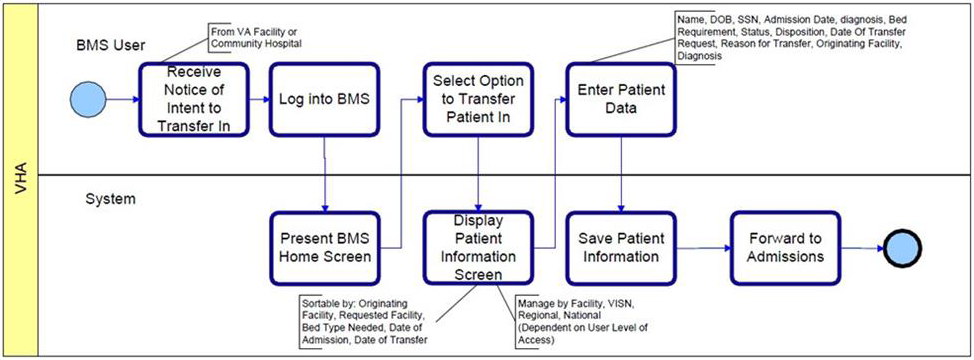 VHA
BMS User
From VA Facility or
Community Hospital
Name, DOB, SSN, Admission Date, diagnosis, Bed
Requirement, Status, Disposition, Date Of Transfer
Request, Reason for Transfer, Originating Facility,
Diagnosis
Receive
Notice of
Intent to
Transfer In
Log into BMS
Select Option
to Transfer
Patient In
Enter Patient
Data
System
Present BMS
Home Screen
Display
Patient
Information
Screen
Save Patient
Information
Forward to
Admissions
Sortable by: Originating
Facility, Requested Facility,
Bed Type Needed, Date of
Admission, Date of Transfer
Manage by Facility, VISN,
Regional, National
(Dependent on User Level of
Access)